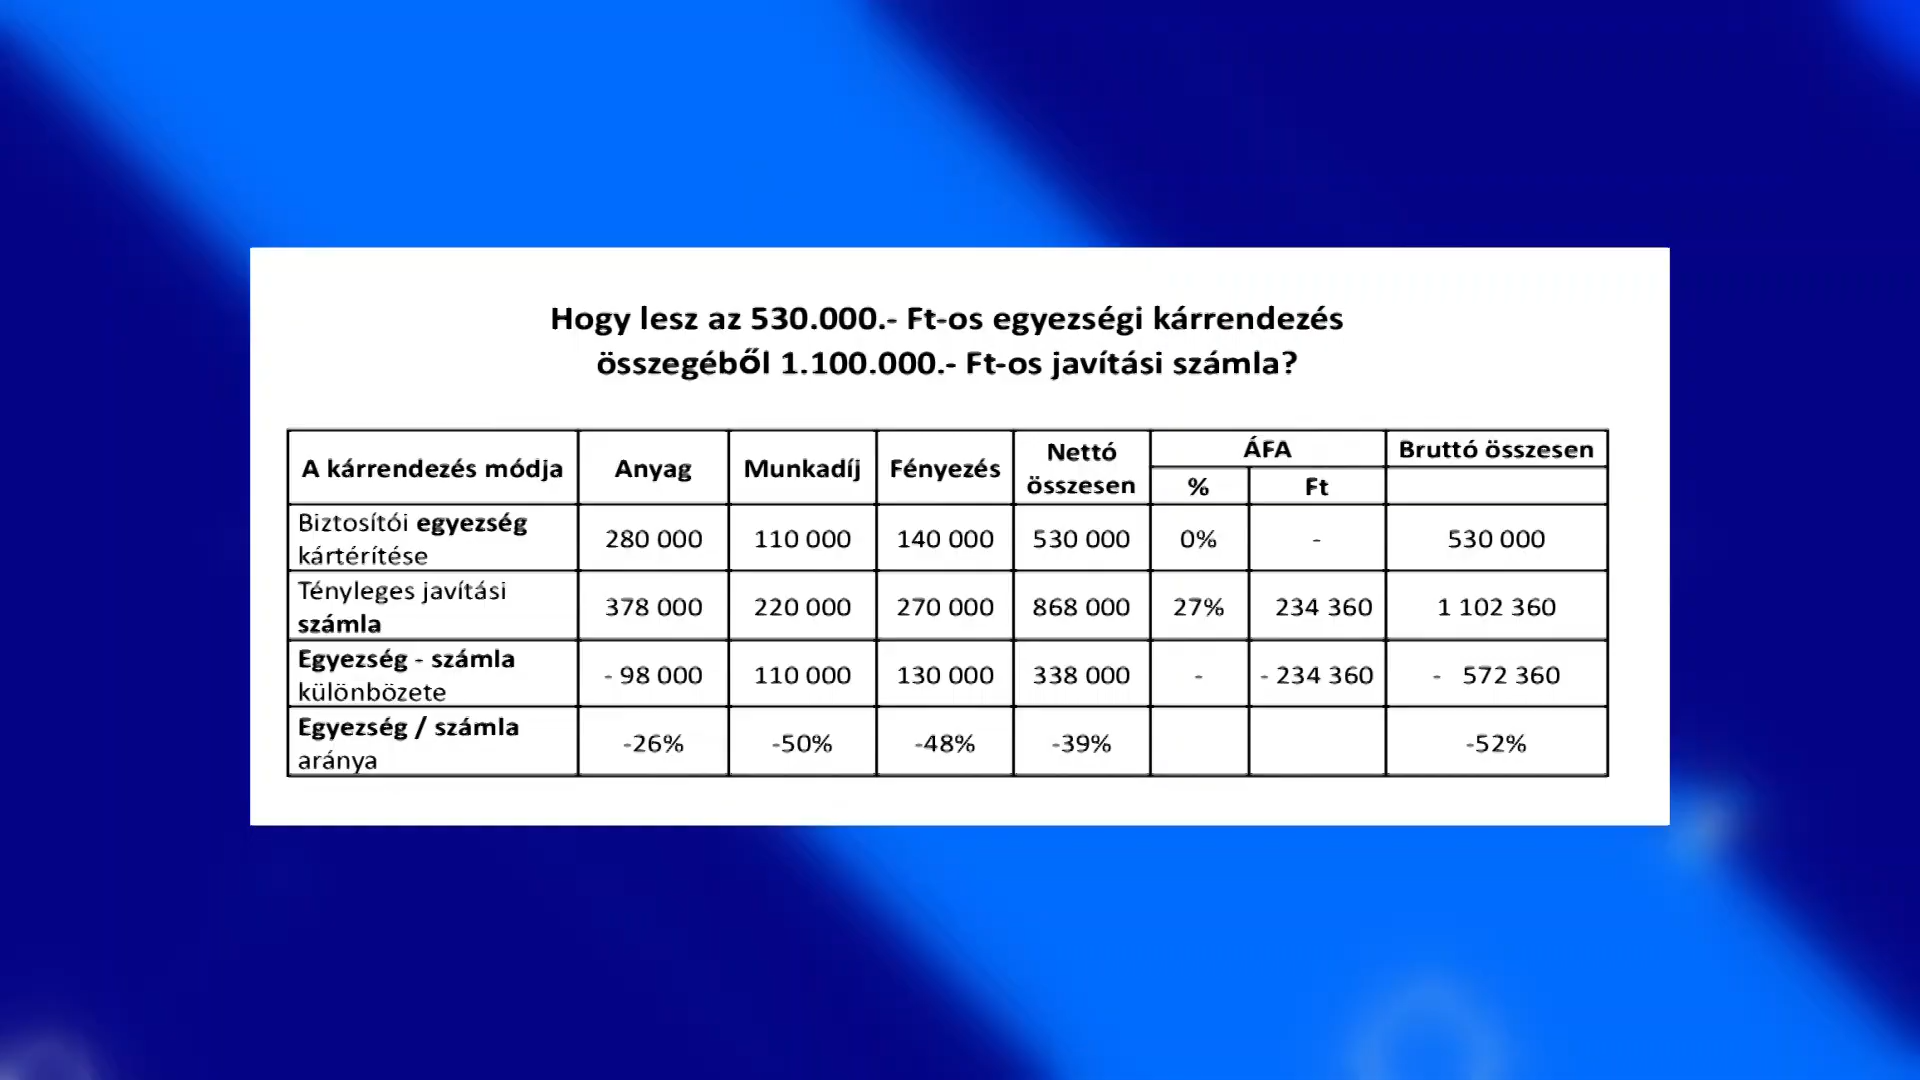 Hogy lesz az 530.000.- Ft-os egyezségi kárrendezés
összegéből 1.100.000.- Ft-os javítási számla?
A kárrendezés módja Anyag Munkadíj Fényezés Nettó összesen ÁFA Bruttó összesen
% Ft
Biztosítói egyezség kártérítése 280 000 110 000 140 000 530 000 0% - 530 000
Tényleges javítási számla 378 000 220 000 270 000 868 000 27% 234 360 1 102 360
Egyezség - számla különbözete - 98 000 110 000 130 000 338 000 - - 234 360 - 572 360
Egyezség / számla aránya -26% -50% -48% -39% -52%